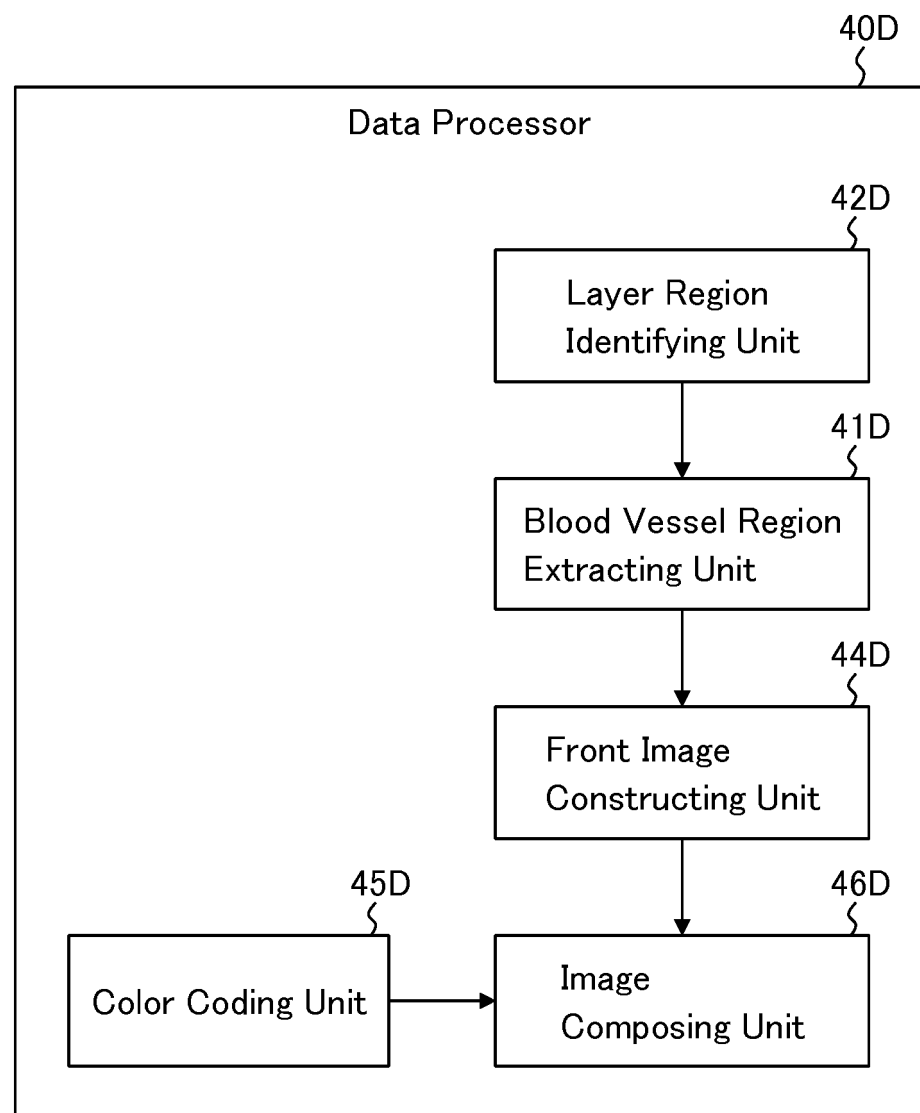 40D
Data Processor
42D
Layer Region
Identifying Unit
41D
Blood Vessel Region
Extracting Unit
44D
Front Image
Constructing Unit
45D
Color Coding Unit
46D
Image
Composing Unit